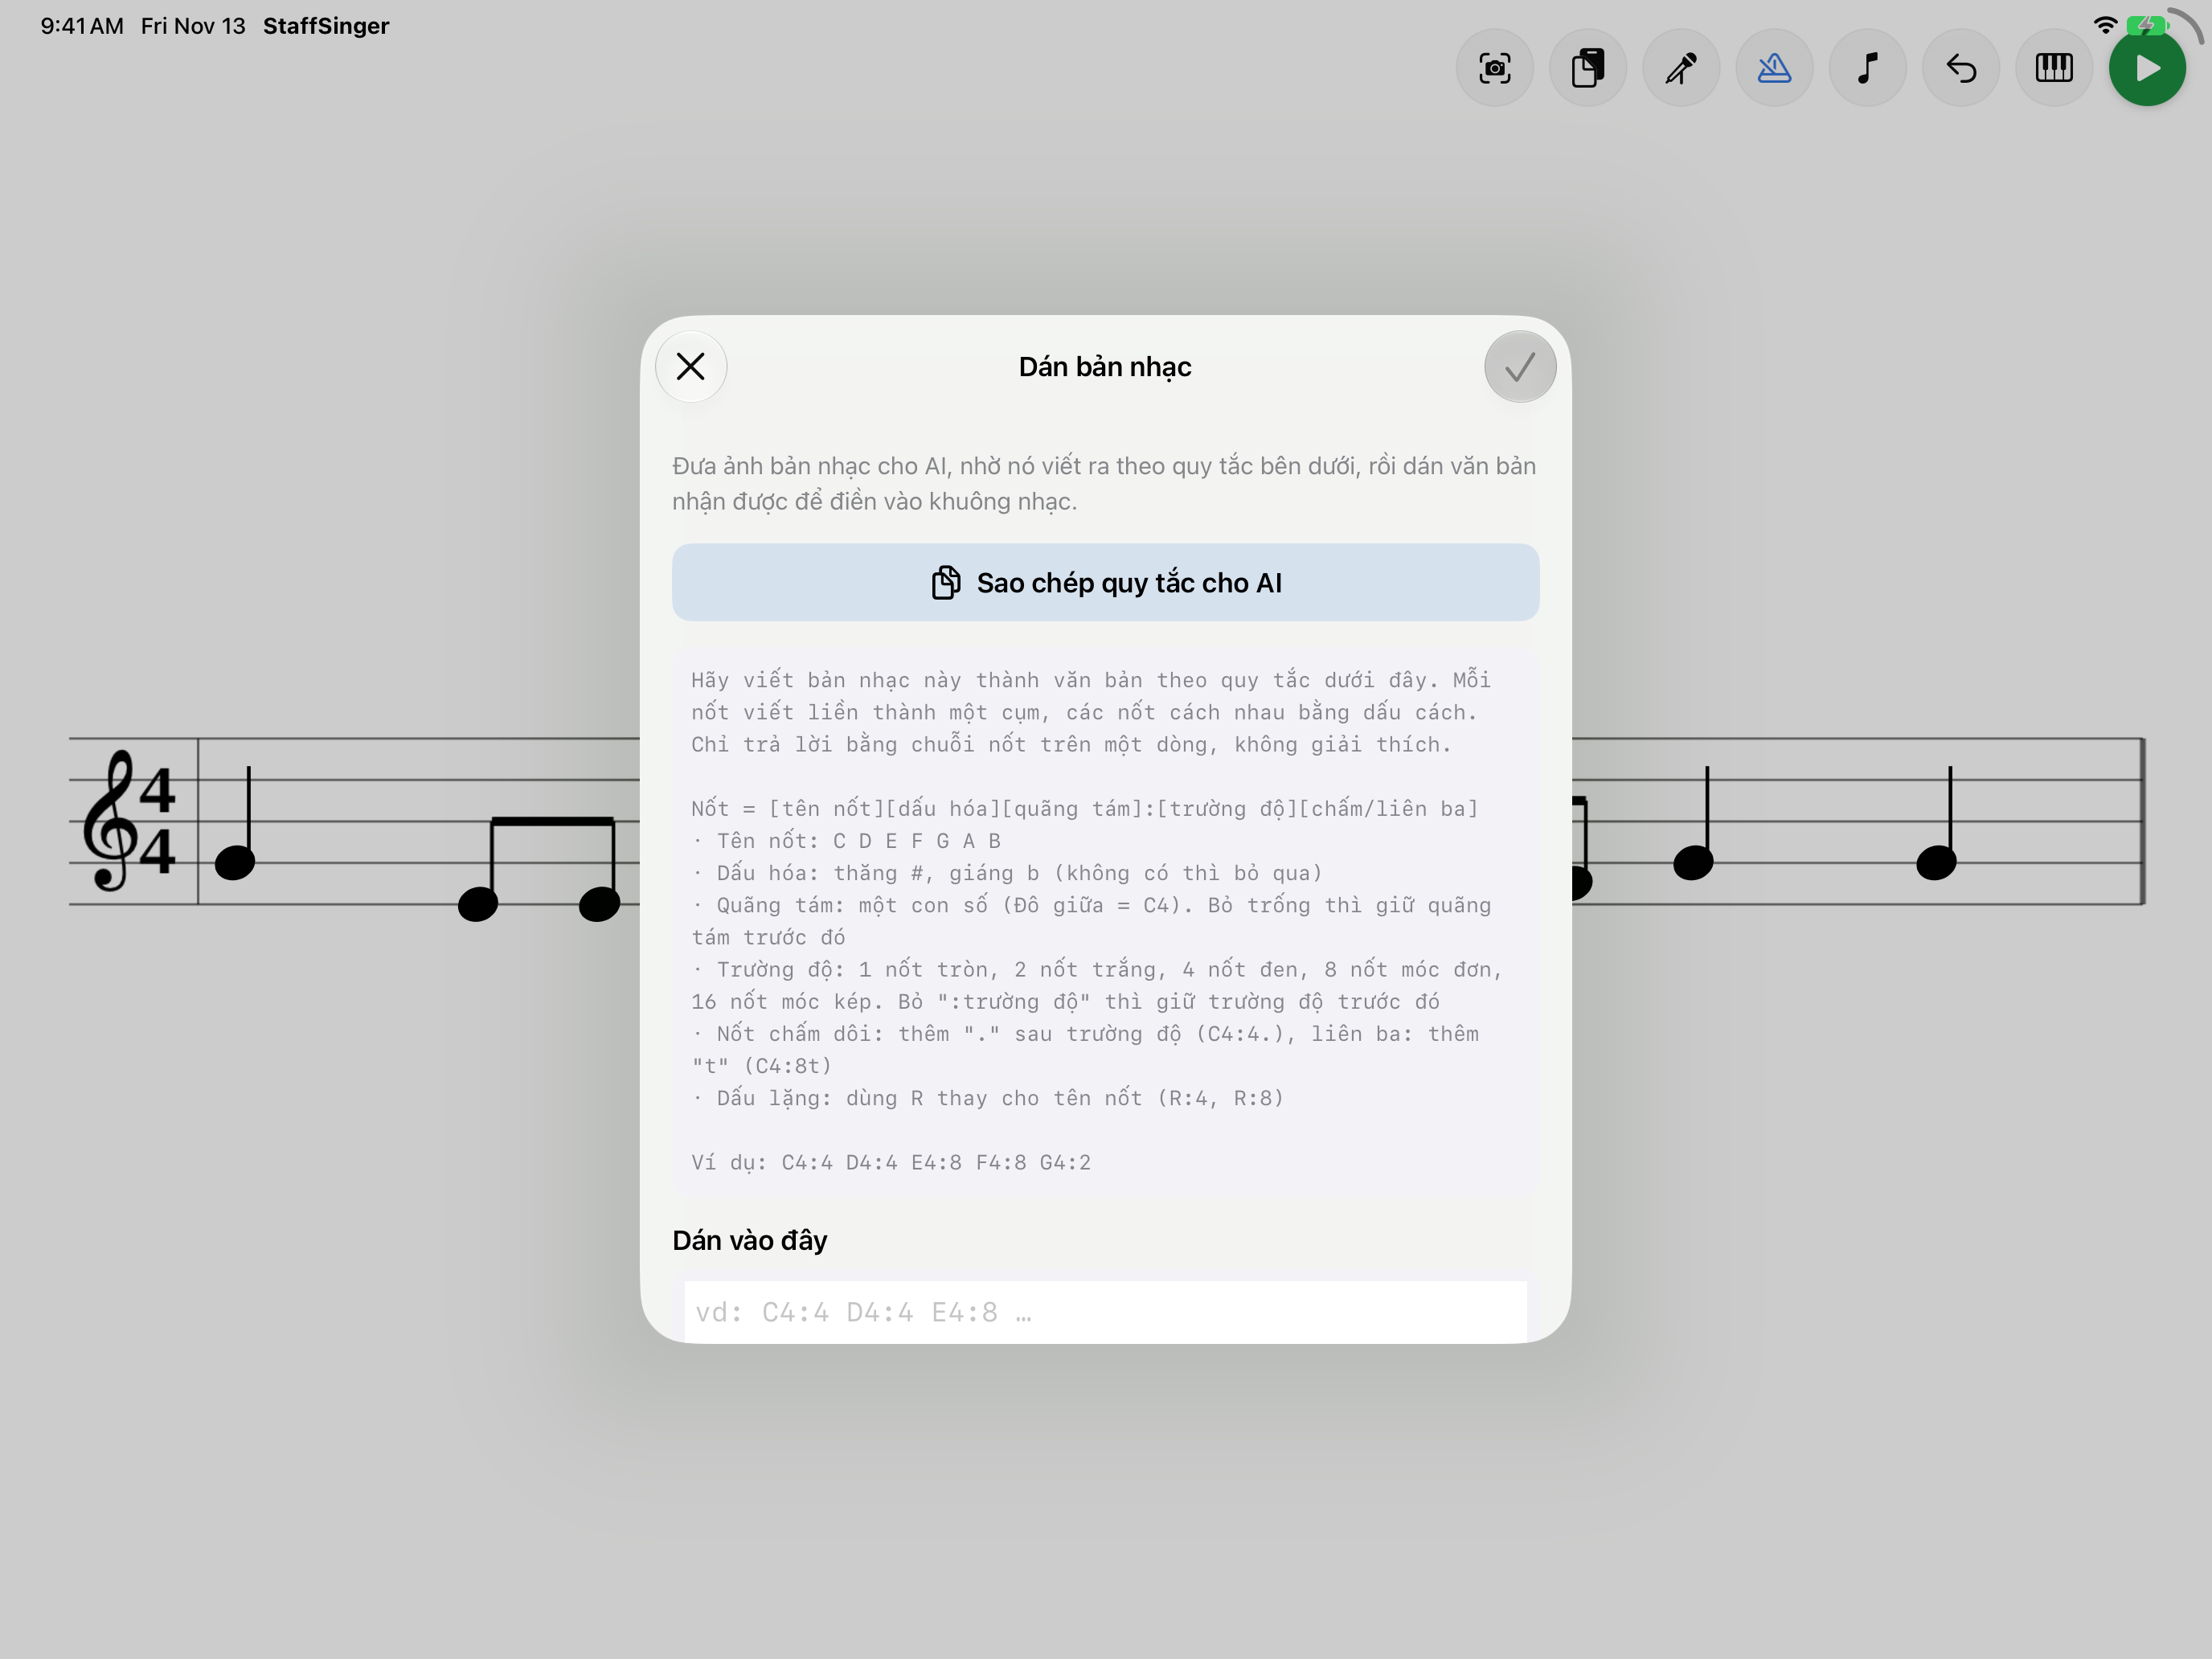 9:41 AM Fri Nov 13 StaffSinger
Dán bản nhạc
Đưa ảnh bản nhạc cho AI, nhờ nó viết ra theo quy tắc bên dưới, rồi dán văn bản
nhận được để điền vào khuông nhạc.
Sao chép quy tắc cho AI
Hãy viết bản nhạc này thành văn bản theo quy tắc dưới đây. Mỗi
nốt viết liền thành một cụm, các nốt cách nhau bằng dấu cách.
Chỉ trả lời bằng chuỗi nốt trên một dòng, không giải thích.
Nốt = [tên nốt][dấu hóa][quãng tám]:[trường độ][chấm/liên ba]
· Tên nốt: C D E F G A B
· Dấu hóa: thăng #, giáng b (không có thì bỏ qua)
· Quãng tám: một con số (Đô giữa = C4). Bỏ trống thì giữ quãng
tám trước đó
· Trường độ: 1 nốt tròn, 2 nốt trắng, 4 nốt đen, 8 nốt móc đơn,
16 nốt móc kép. Bỏ ":trường độ" thì giữ trường độ trước đó
· Nốt chấm dôi: thêm "." sau trường độ (C4:4.), liên ba: thêm
"t" (C4:8t)
· Dấu lặng: dùng R thay cho tên nốt (R:4, R:8)
Ví dụ: C4:4 D4:4 E4:8 F4:8 G4:2
Dán vào đây
vd: C4:4 D4:4 E4:8 …
4
4